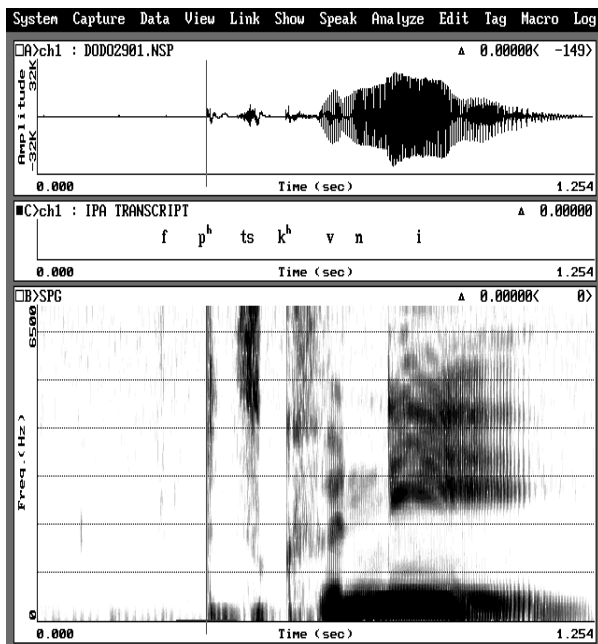 System Capture Data View Link Show Speak Analyze Edit Tag Macro Log
□A>ch1 : DODO2901.NSP Δ 0.00000< -149>
32K
Amplitude
-32K
0.000 Time (sec) 1.254
■C>ch1 : IPA TRANSCRIPT Δ 0.00000
f pʰ ts kʰ v n i
0.000 Time (sec) 1.254
□B>SPG Δ 0.00000< 0>
6500
Freq.(Hz)
0
0.000 Time (sec) 1.254